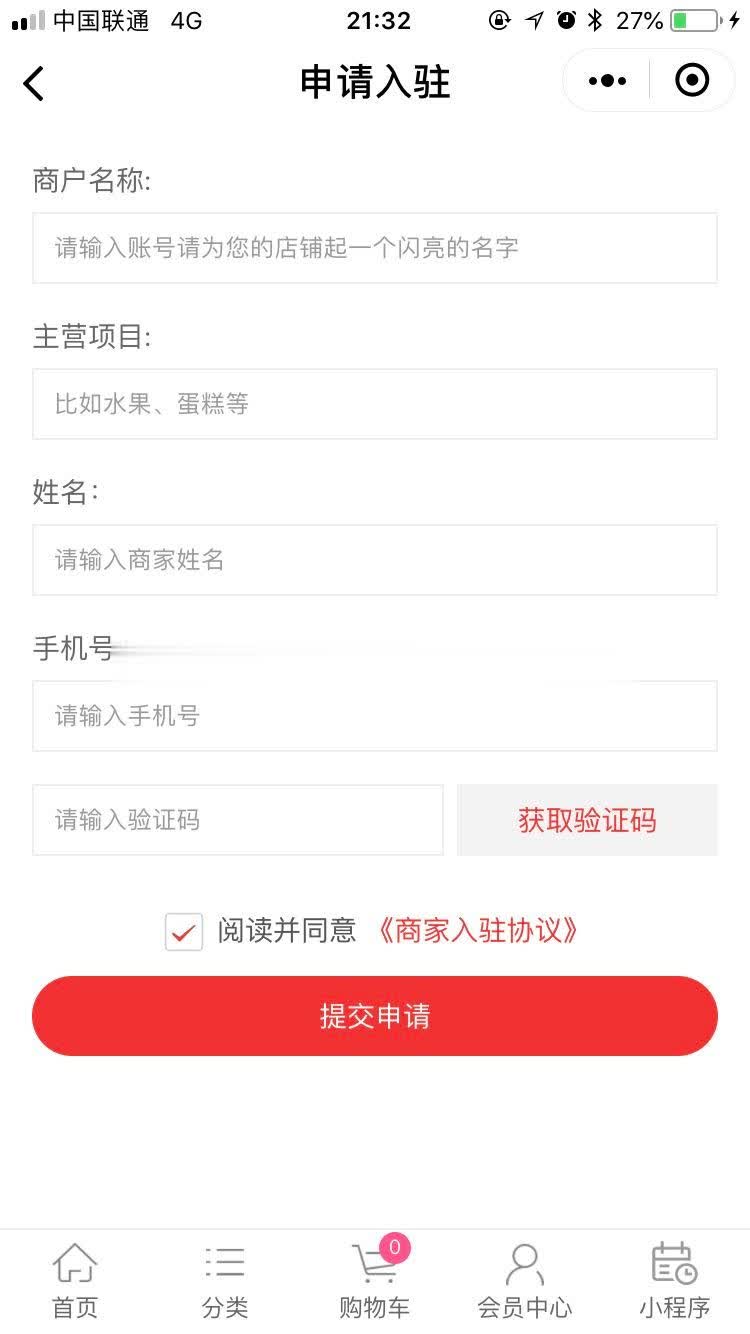 中国联通 4G 21:32 27%
申请入驻
商户名称:
请输入账号请为您的店铺起一个闪亮的名字
主营项目:
比如水果、蛋糕等
姓名:
请输入商家姓名
手机号
请输入手机号
请输入验证码 获取验证码
阅读并同意 《商家入驻协议》
提交申请
0
首页 分类 购物车 会员中心 小程序